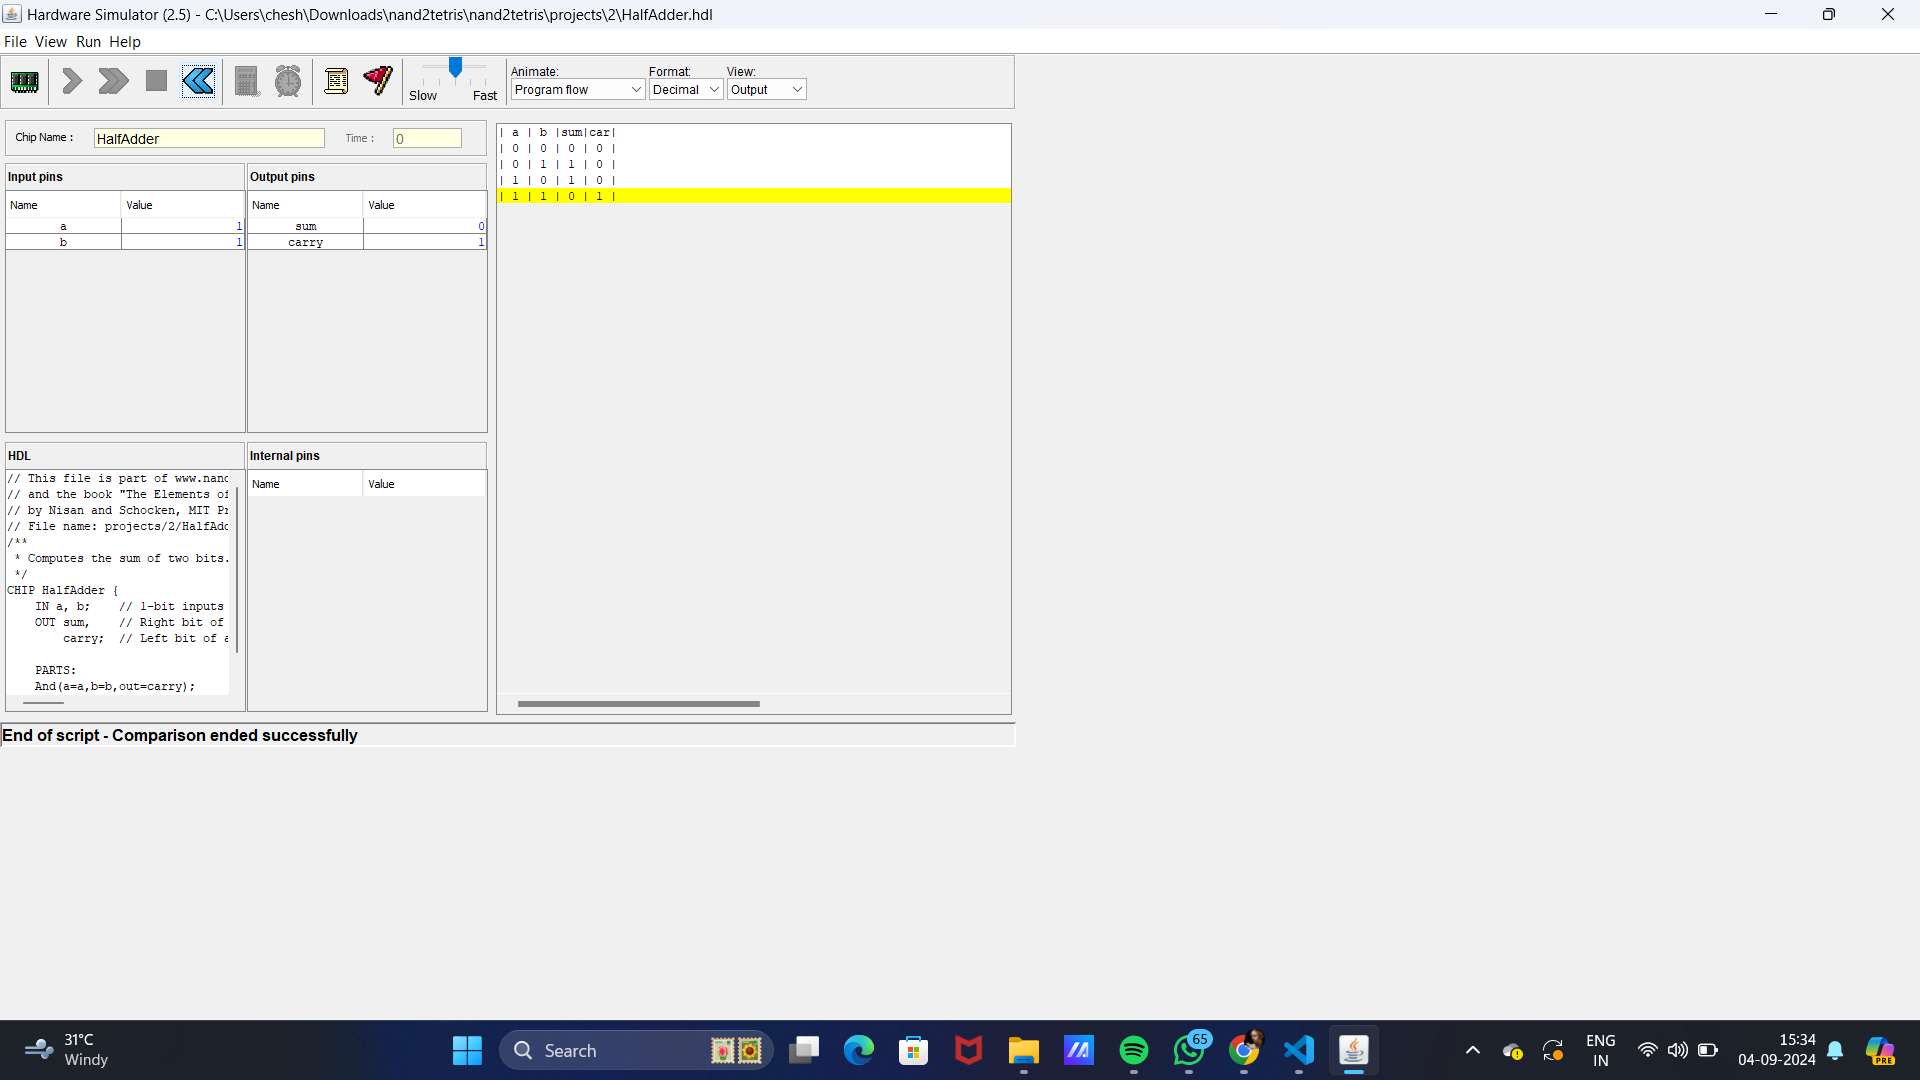 Hardware Simulator (2.5) - C:\Users\chesh\Downloads\nand2tetris\nand2tetris\projects\2\HalfAdder.hdl
File View Run Help
Animate: Format: View:
Slow Fast Program flow Decimal Output
Chip Name : HalfAdder Time : 0
Input pins
Name Value
a 1
b 1
Output pins
Name Value
sum 0
carry 1
| a | b |sum|car|
| 0 | 0 | 0 | 0 |
| 0 | 1 | 1 | 0 |
| 1 | 0 | 1 | 0 |
| 1 | 1 | 0 | 1 |
HDL
// This file is part of www.nand
// and the book "The Elements of
// by Nisan and Schocken, MIT Pr
// File name: projects/2/HalfAdd
/**
* Computes the sum of two bits.
*/
CHIP HalfAdder {
IN a, b; // 1-bit inputs
OUT sum, // Right bit of
carry; // Left bit of a
PARTS:
And(a=a,b=b,out=carry);
Internal pins
Name Value
End of script - Comparison ended successfully
31°C
Windy
Search
65
ENG
IN
15:34
04-09-2024
PRE